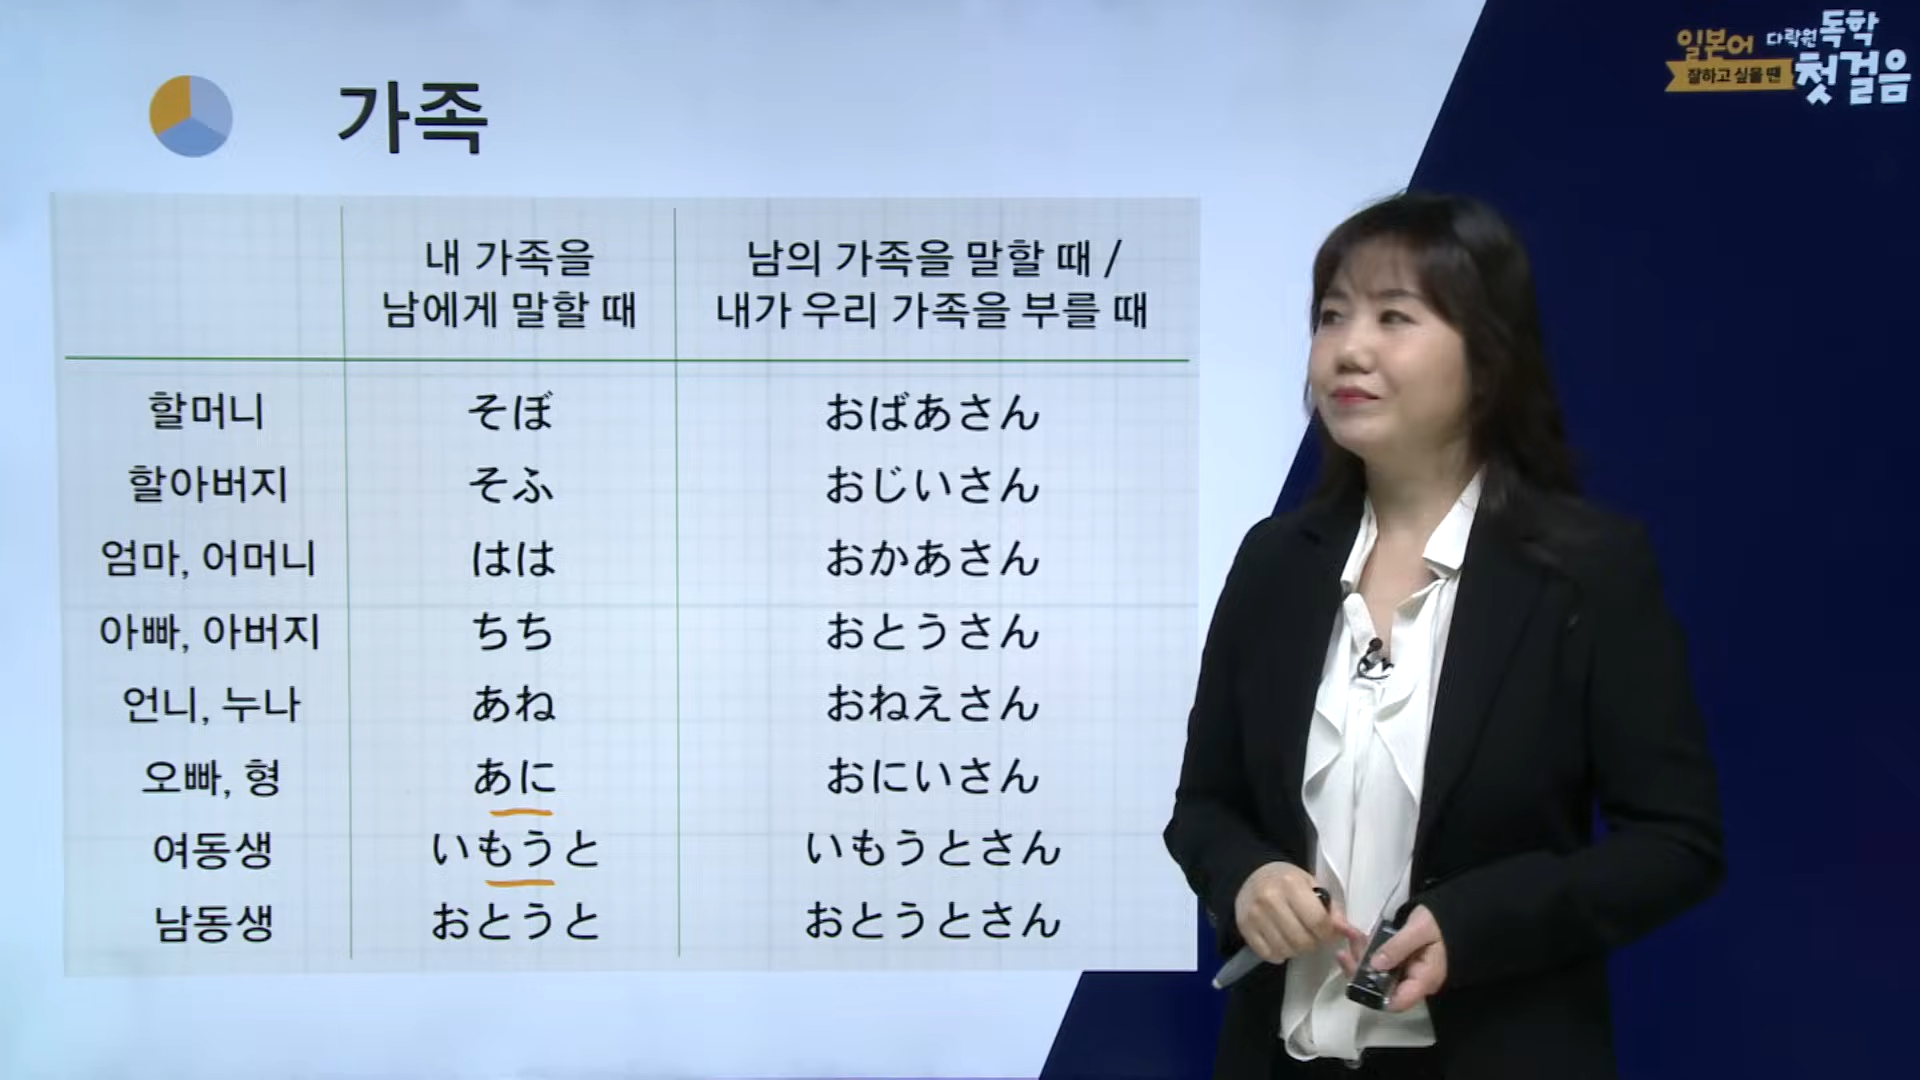 가족
일본어
잘하고 싶을 땐
다락원 독학
첫걸음
내 가족을
남에게 말할 때
남의 가족을 말할 때 /
내가 우리 가족을 부를 때
할머니 そぼ おばあさん
할아버지 そふ おじいさん
엄마, 어머니 はは おかあさん
아빠, 아버지 ちち おとうさん
언니, 누나 あね おねえさん
오빠, 형 あに おにいさん
여동생 いもうと いもうとさん
남동생 おとうと おとうとさん